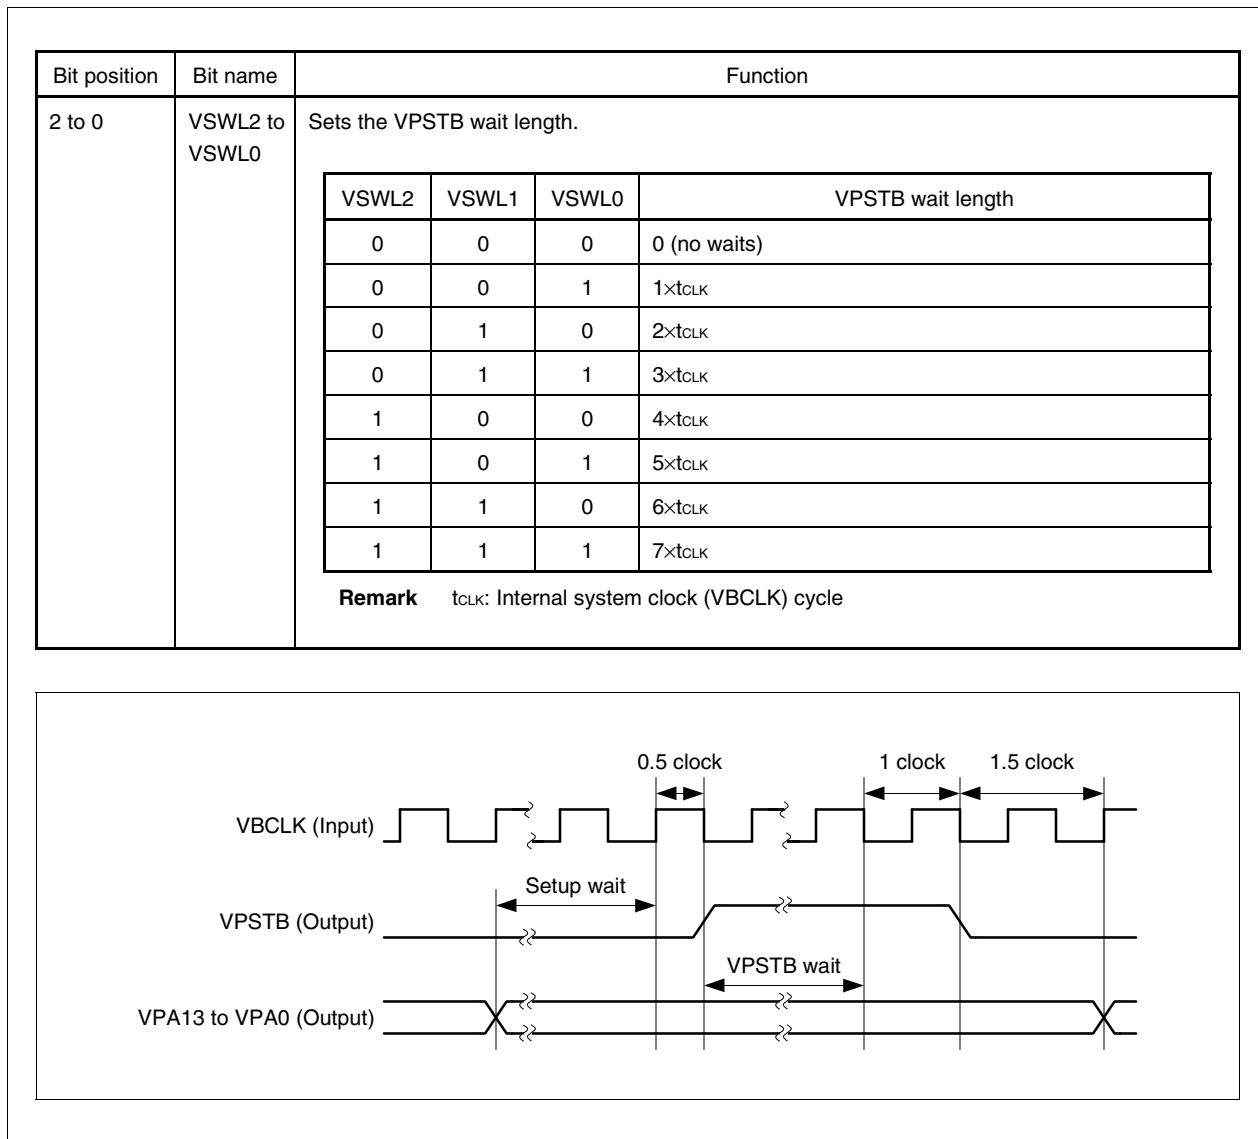 Bit position Bit name Function
2 to 0 VSWL2 to VSWL0 Sets the VPSTB wait length.
VSWL2 VSWL1 VSWL0 VPSTB wait length
0 0 0 0 (no waits)
0 0 1 1×tCLK
0 1 0 2×tCLK
0 1 1 3×tCLK
1 0 0 4×tCLK
1 0 1 5×tCLK
1 1 0 6×tCLK
1 1 1 7×tCLK
Remark tCLK: Internal system clock (VBCLK) cycle
0.5 clock 1 clock 1.5 clock
VBCLK (Input)
Setup wait
VPSTB (Output)
VPSTB wait
VPA13 to VPA0 (Output)